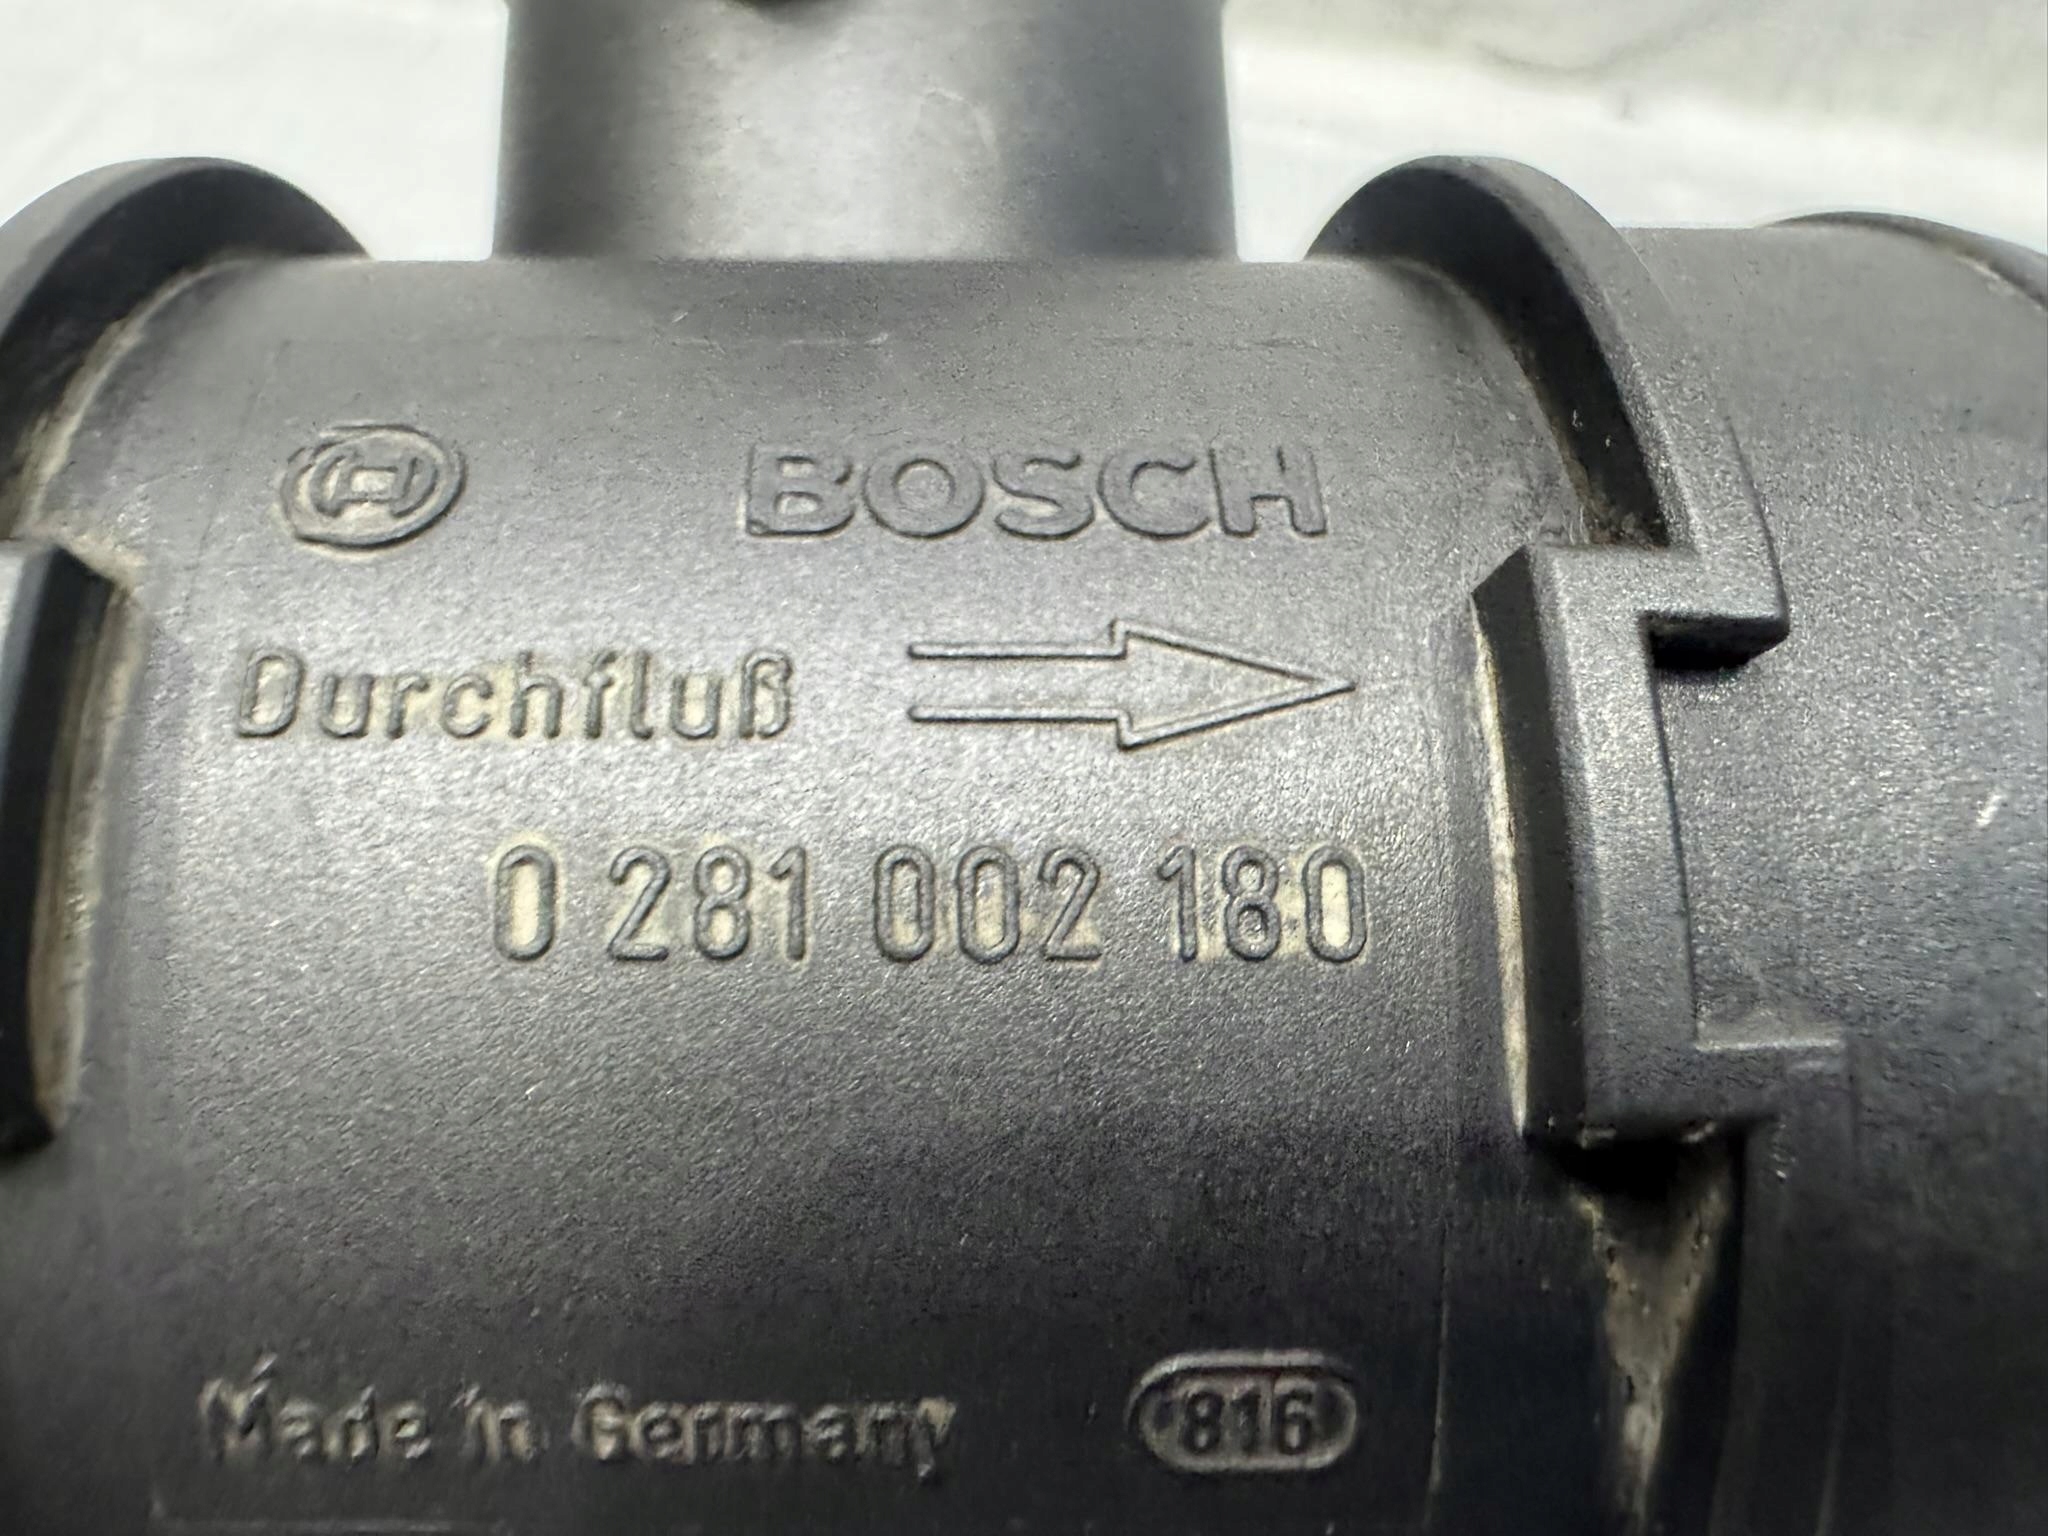 BOSCH
Durchfluß
0 281 002 180
Made in Germany 816